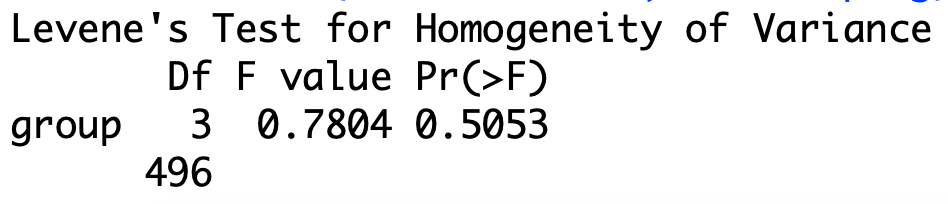 Levene's Test for Homogeneity of Variance
Df F value Pr(>F)
group 3 0.7804 0.5053
496